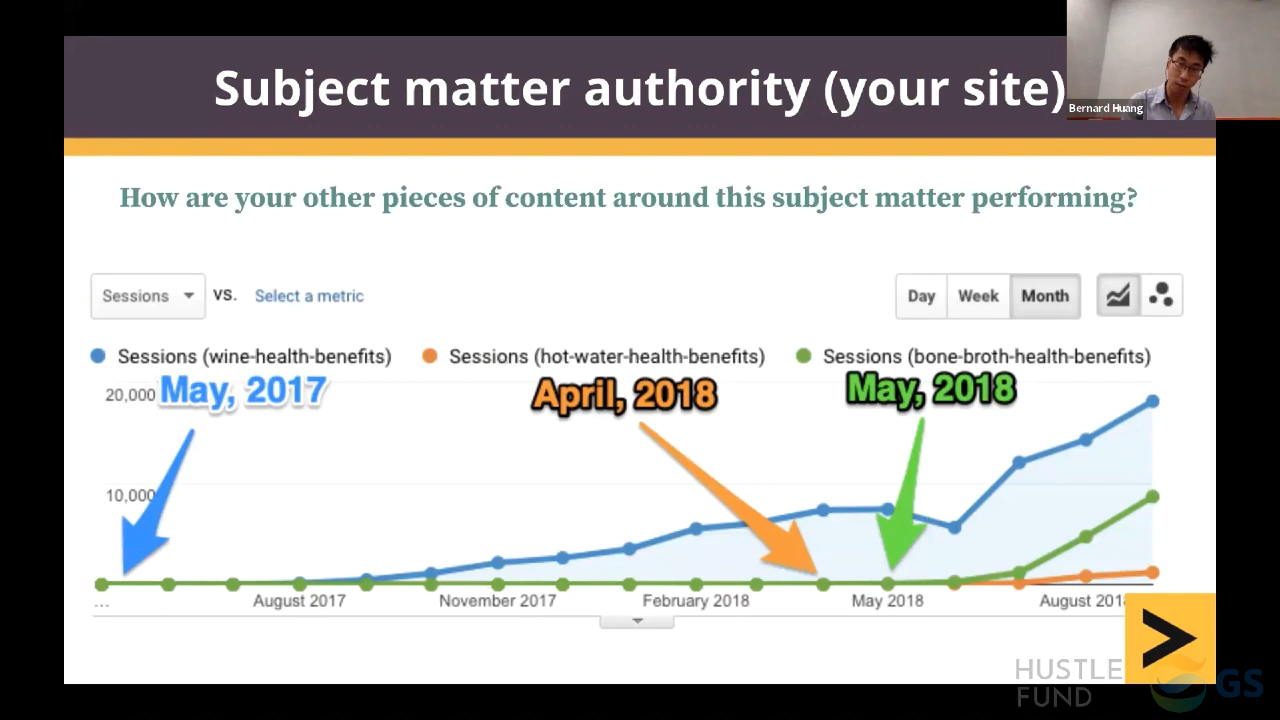 Subject matter authority (your site)
Bernard Huang
How are your other pieces of content around this subject matter performing?
Sessions VS. Select a metric
Day Week Month
Sessions (wine-health-benefits) Sessions (hot-water-health-benefits) Sessions (bone-broth-health-benefits)
20,000 May, 2017 April, 2018 May, 2018
10,000
... August 2017 November 2017 February 2018 May 2018 August 2018
HUSTLE
FUND
GS